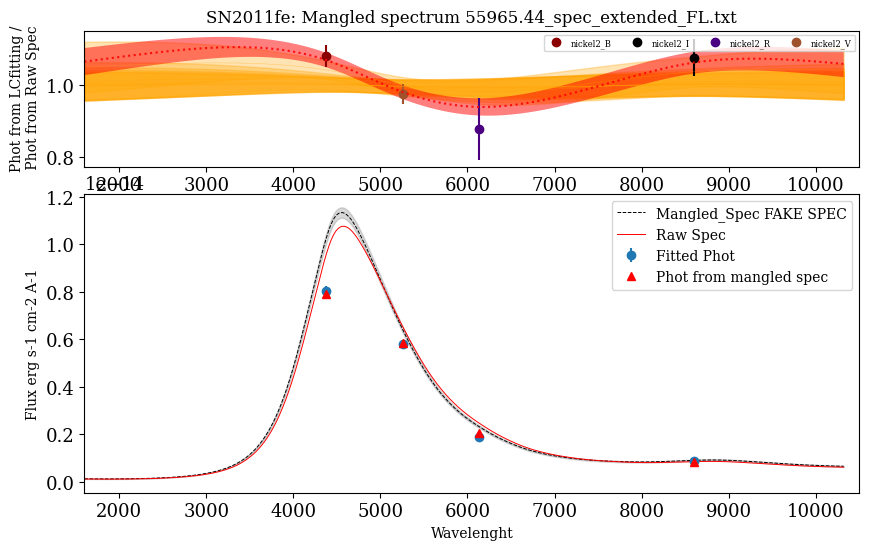 SN2011fe: Mangled spectrum 55965.44_spec_extended_FL.txt
Phot from LCfitting /
Phot from Raw Spec
1.0
0.8
nickel2_B
nickel2_I
nickel2_R
nickel2_V
2000 3000 4000 5000 6000 7000 8000 9000 10000
1e−14
Flux erg s-1 cm-2 A-1
1.2
1.0
0.8
0.6
0.4
0.2
0.0
Mangled_Spec FAKE SPEC
Raw Spec
Fitted Phot
Phot from mangled spec
2000 3000 4000 5000 6000 7000 8000 9000 10000
Wavelenght